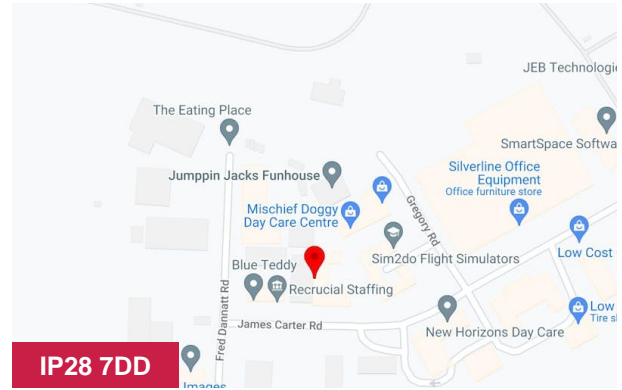 JEB Technologie
The Eating Place
SmartSpace Softwa
Jumppin Jacks Funhouse
Silverline Office
Equipment
Office furniture store
Gregory Rd
Mischief Doggy
Day Care Centre
Sim2do Flight Simulators
Low Cost
Blue Teddy
Recrucial Staffing
Fred Dannatt Rd
James Carter Rd
New Horizons Day Care
Low
Tire s
IP28 7DD
Images